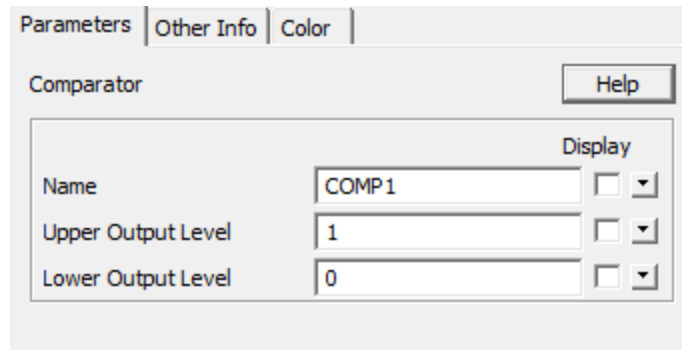 Parameters Other Info Color
Comparator Help
Display
Name COMP1
Upper Output Level 1
Lower Output Level 0